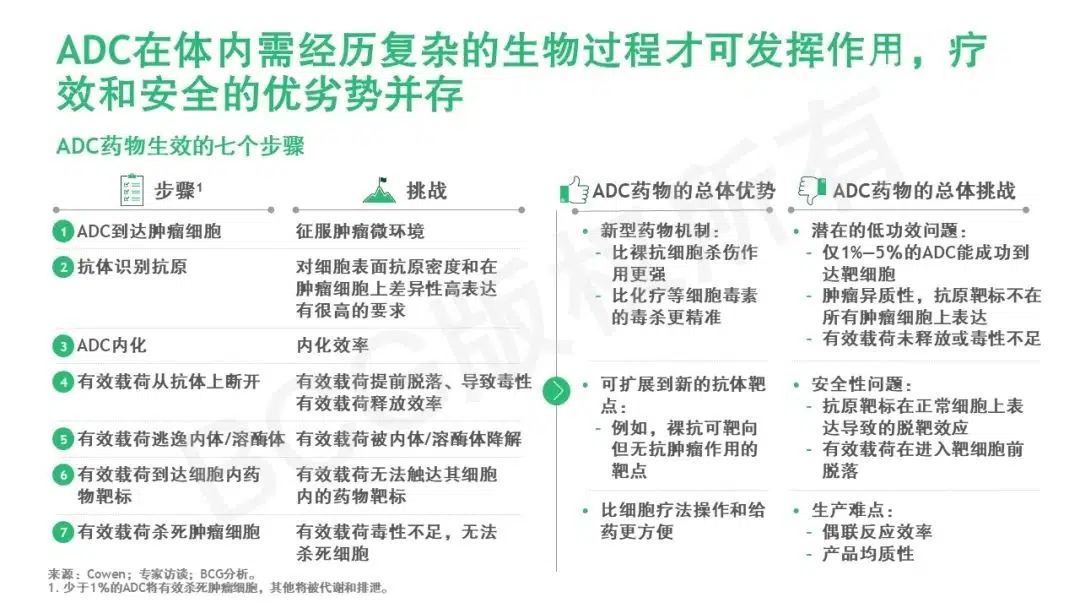 ADC在体内需经历复杂的生物过程才可发挥作用，疗
效和安全的优劣势并存
ADC药物生效的七个步骤
步骤1
挑战
1 ADC到达肿瘤细胞
征服肿瘤微环境
2 抗体识别抗原
对细胞表面抗原密度和在
肿瘤细胞上差异性高表达
有很高的要求
3 ADC内化
内化效率
4 有效载荷从抗体上断开
有效载荷提前脱落、导致毒性
有效载荷释放效率
5 有效载荷逃逸内体/溶酶体
有效载荷被内体/溶酶体降解
6 有效载荷到达细胞内药
物靶标
有效载荷无法触达其细胞
内的药物靶标
7 有效载荷杀死肿瘤细胞
有效载荷毒性不足，无法
杀死细胞
ADC药物的总体优势
• 新型药物机制：
- 比裸抗细胞杀伤作
用更强
- 比化疗等细胞毒素
的毒杀更精准
• 可扩展到新的抗体靶
点：
- 例如，裸抗可靶向
但无抗肿瘤作用的
靶点
• 比细胞疗法操作和给
药更方便
ADC药物的总体挑战
• 潜在的低功效问题：
- 仅1%—5%的ADC能成功到
达靶细胞
- 肿瘤异质性，抗原靶标不在
所有肿瘤细胞上表达
- 有效载荷未释放或毒性不足
• 安全性问题：
- 抗原靶标在正常细胞上表
达导致的脱靶效应
- 有效载荷在进入靶细胞前
脱落
• 生产难点：
- 偶联反应效率
- 产品均质性
来源：Cowen；专家访谈；BCG分析。
1. 少于1%的ADC将有效杀死肿瘤细胞，其他将被代谢和排泄。
BCG版权所有